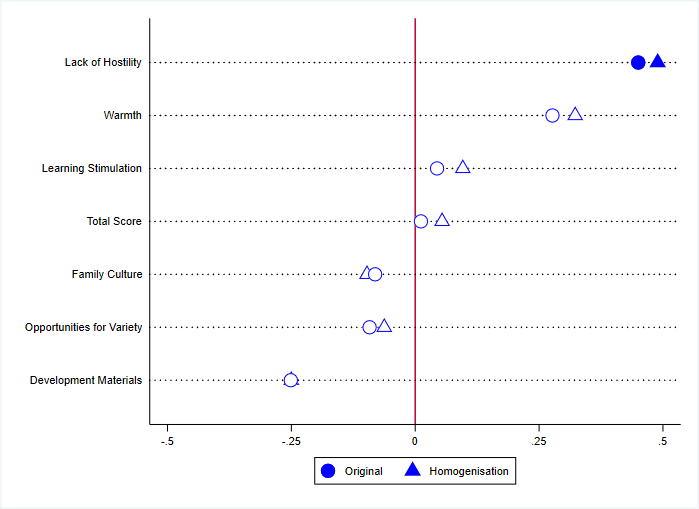 Lack of Hostility
Warmth
Learning Stimulation
Total Score
Family Culture
Opportunities for Variety
Development Materials
-.5 -.25 0 .25 .5
Original Homogenisation